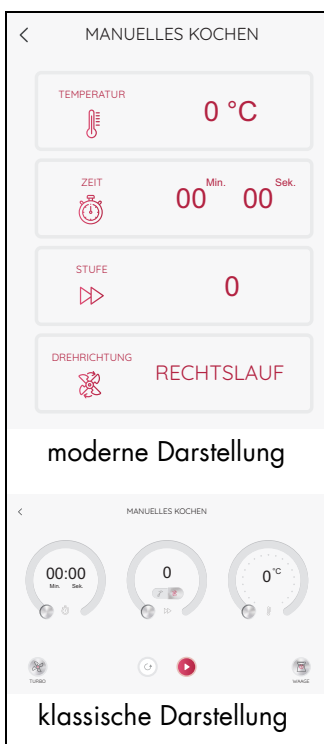 MANUELLES KOCHEN
TEMPERATUR
0 °C
ZEIT
00 Min. 00 Sek.
STUFE
0
DREHRICHTUNG
RECHTSLAUF
moderne Darstellung
MANUELLES KOCHEN
00:00
Min. Sek.
0
0 °C
TURBO
WAAGE
klassische Darstellung